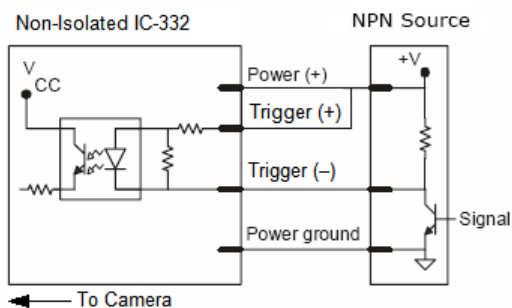 Non-Isolated IC-332
NPN Source
V
CC
+V
Power (+)
Trigger (+)
Trigger (–)
Signal
Power ground
To Camera